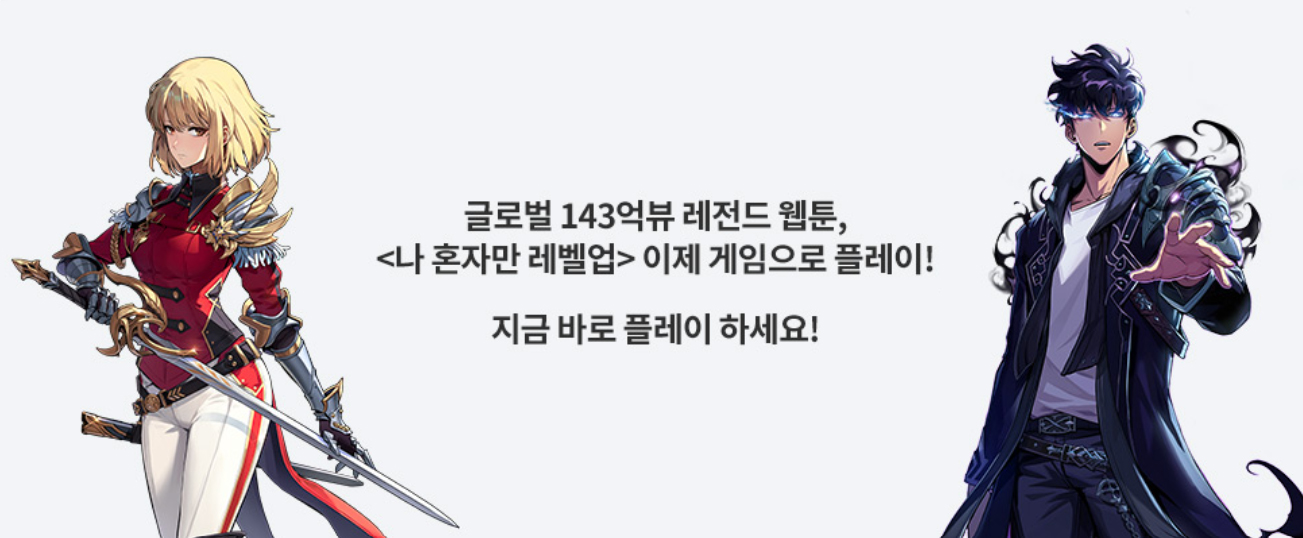 글로벌 143억뷰 레전드 웹툰,
<나 혼자만 레벨업> 이제 게임으로 플레이!
지금 바로 플레이 하세요!